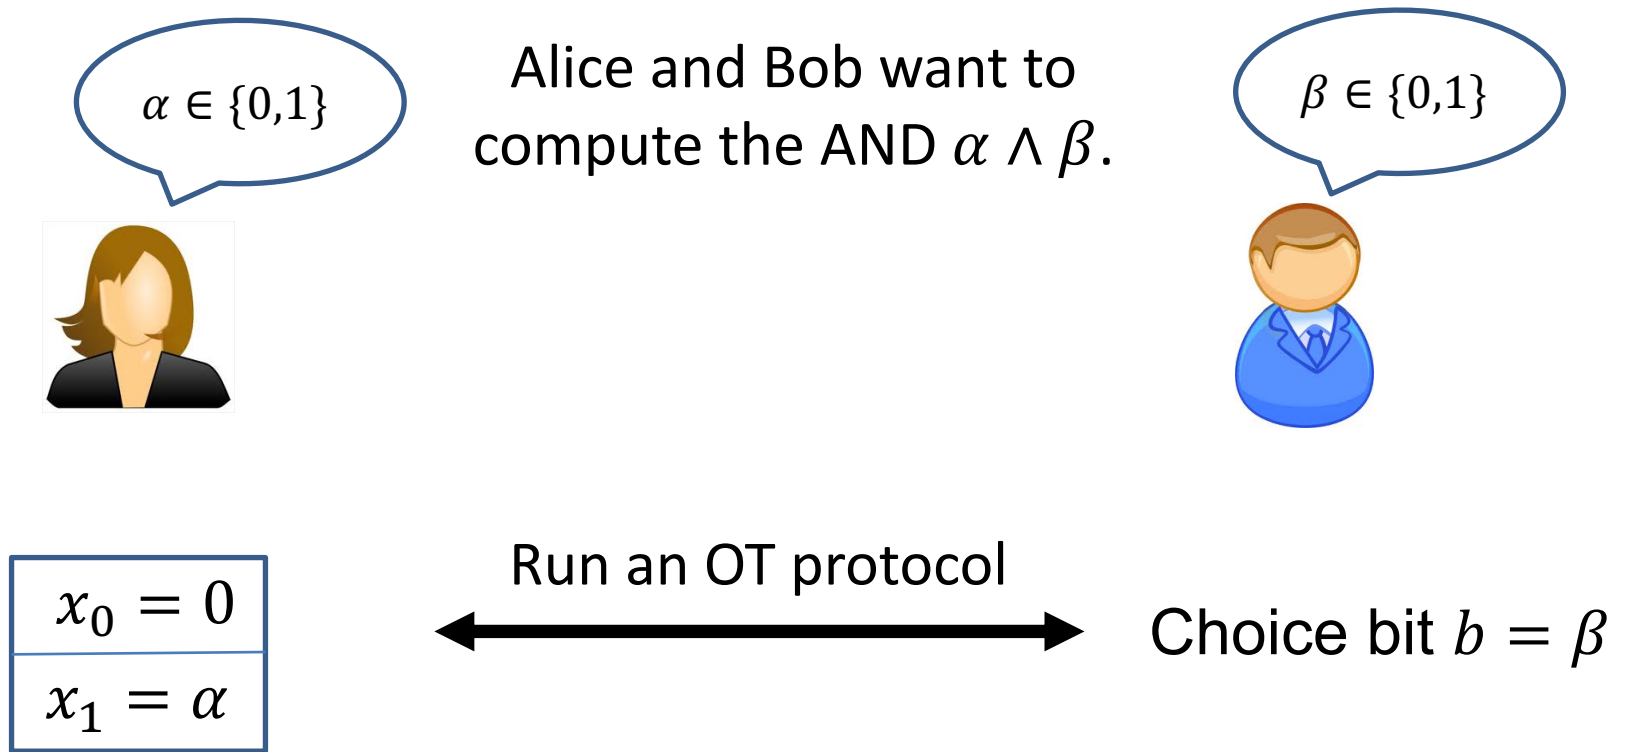 α ∈ {0,1}
Alice and Bob want to
compute the AND α ∧ β.
β ∈ {0,1}
Run an OT protocol
x₀ = 0
x₁ = α
Choice bit b = β